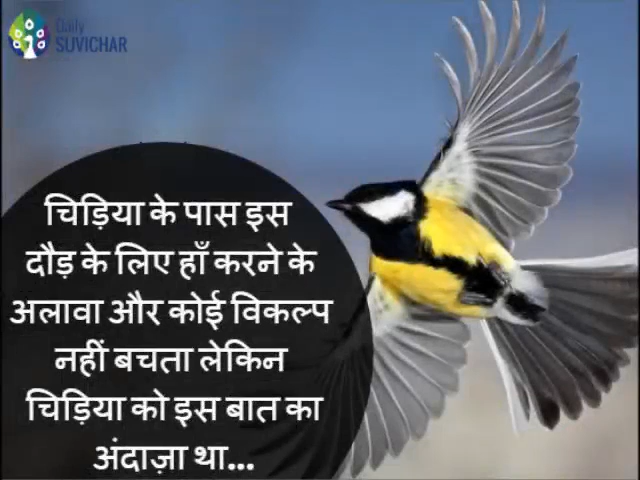 Daily
SUVICHAR
चिड़िया के पास इस
दौड़ के लिए हाँ करने के
अलावा और कोई विकल्प
नहीं बचता लेकिन
चिड़िया को इस बात का
अंदाज़ा था...